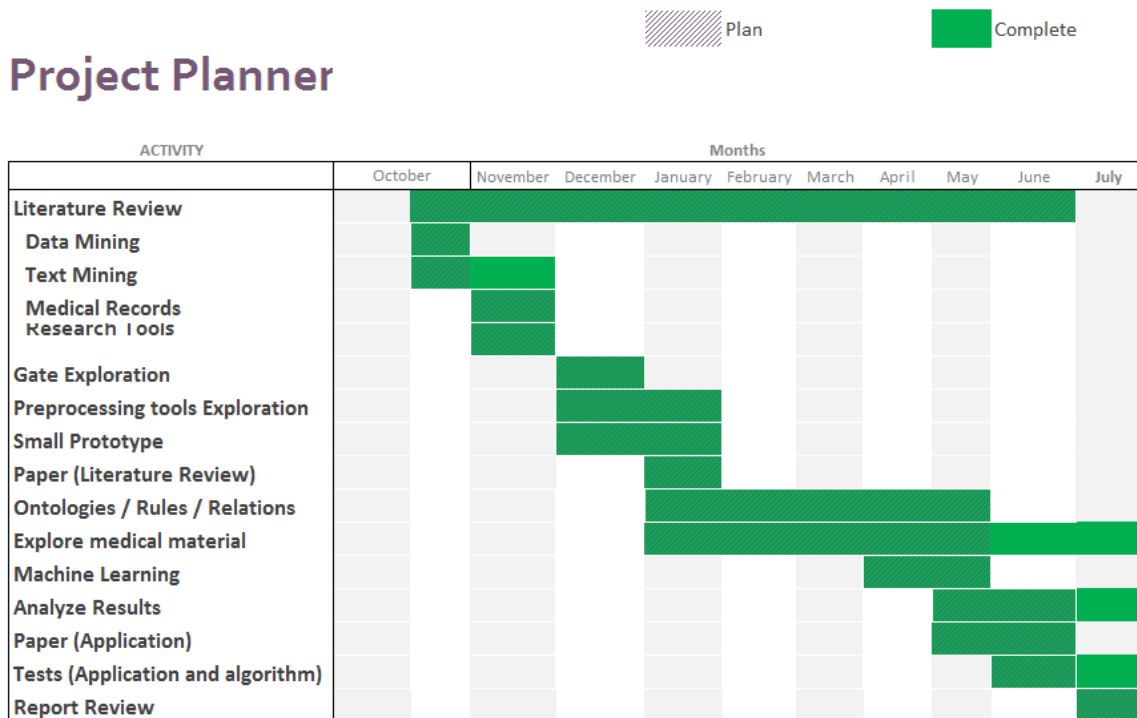 Plan
Complete
Project Planner
ACTIVITY
Months
October November December January February March April May June July
Literature Review
Data Mining
Text Mining
Medical Records
Research Tools
Gate Exploration
Preprocessing tools Exploration
Small Prototype
Paper (Literature Review)
Ontologies / Rules / Relations
Explore medical material
Machine Learning
Analyze Results
Paper (Application)
Tests (Application and algorithm)
Report Review